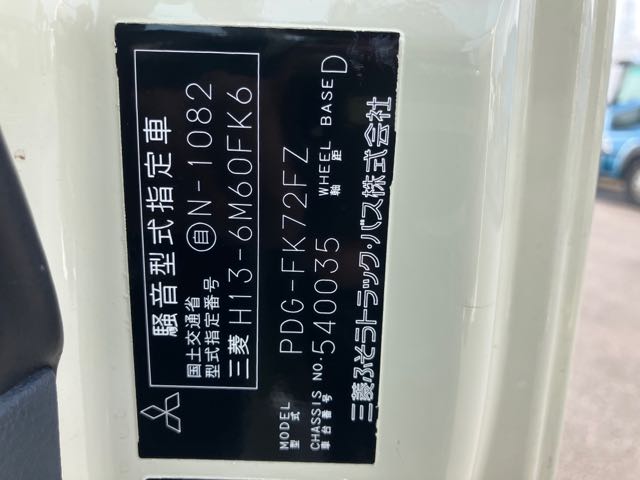 騒音型式指定車
国土交通省
型式指定番号 自 N-1082
三菱 H13-6M60FK6
MODEL
型式 PDG-FK72FZ
CHASSIS NO.
車台番号 540035
WHEEL BASE
軸距 D
三菱ふそうトラック・バス株式会社